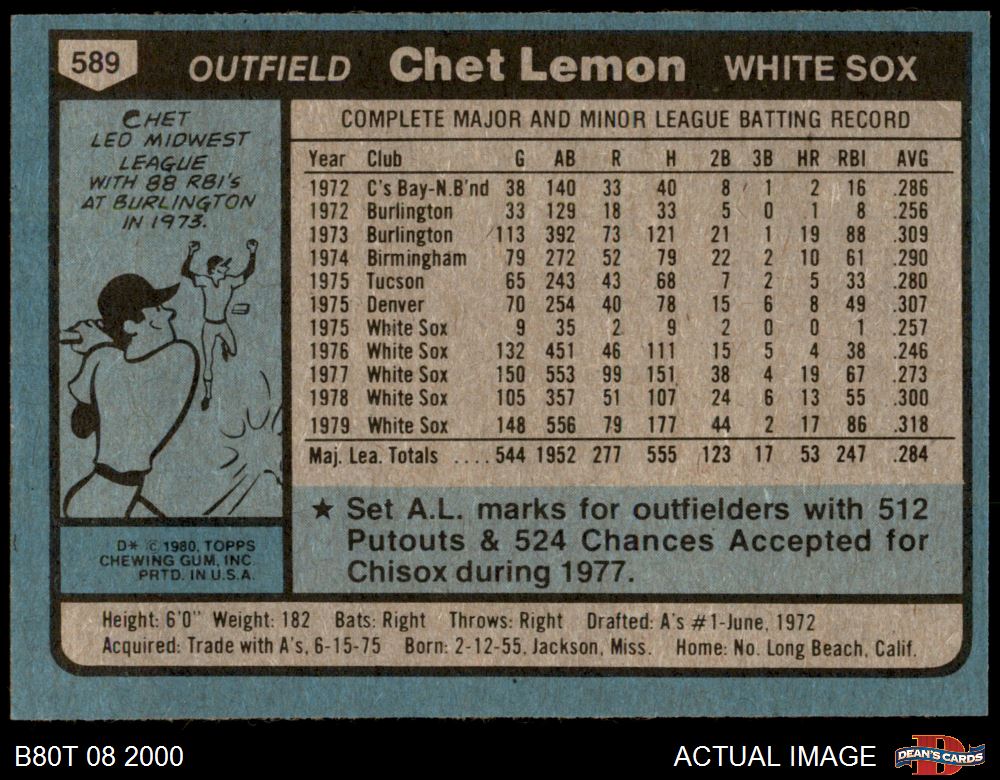 589 OUTFIELD Chet Lemon WHITE SOX
CHET
LED MIDWEST
LEAGUE
WITH 88 RBI'S
AT BURLINGTON
IN 1973.
COMPLETE MAJOR AND MINOR LEAGUE BATTING RECORD
Year Club G AB R H 2B 3B HR RBI AVG
1972 C's Bay-N.B'nd 38 140 33 40 8 1 2 16 .286
1972 Burlington 33 129 18 33 5 0 1 8 .256
1973 Burlington 113 392 73 121 21 1 19 88 .309
1974 Birmingham 79 272 52 79 22 2 10 61 .290
1975 Tucson 65 243 43 68 7 2 5 33 .280
1975 Denver 70 254 40 78 15 6 8 49 .307
1975 White Sox 9 35 2 9 2 0 0 1 .257
1976 White Sox 132 451 46 111 15 5 4 38 .246
1977 White Sox 150 553 99 151 38 4 19 67 .273
1978 White Sox 105 357 51 107 24 6 13 55 .300
1979 White Sox 148 556 79 177 44 2 17 86 .318
Maj. Lea. Totals .... 544 1952 277 555 123 17 53 247 .284
★ Set A.L. marks for outfielders with 512
Putouts & 524 Chances Accepted for
Chisox during 1977.
D* © 1980, TOPPS
CHEWING GUM, INC.
PRTD. IN U.S.A.
Height: 6'0" Weight: 182 Bats: Right Throws: Right Drafted: A's #1-June, 1972
Acquired: Trade with A's, 6-15-75 Born: 2-12-55, Jackson, Miss. Home: No. Long Beach, Calif.
B80T 08 2000 ACTUAL IMAGE D DEAN'S CARDS